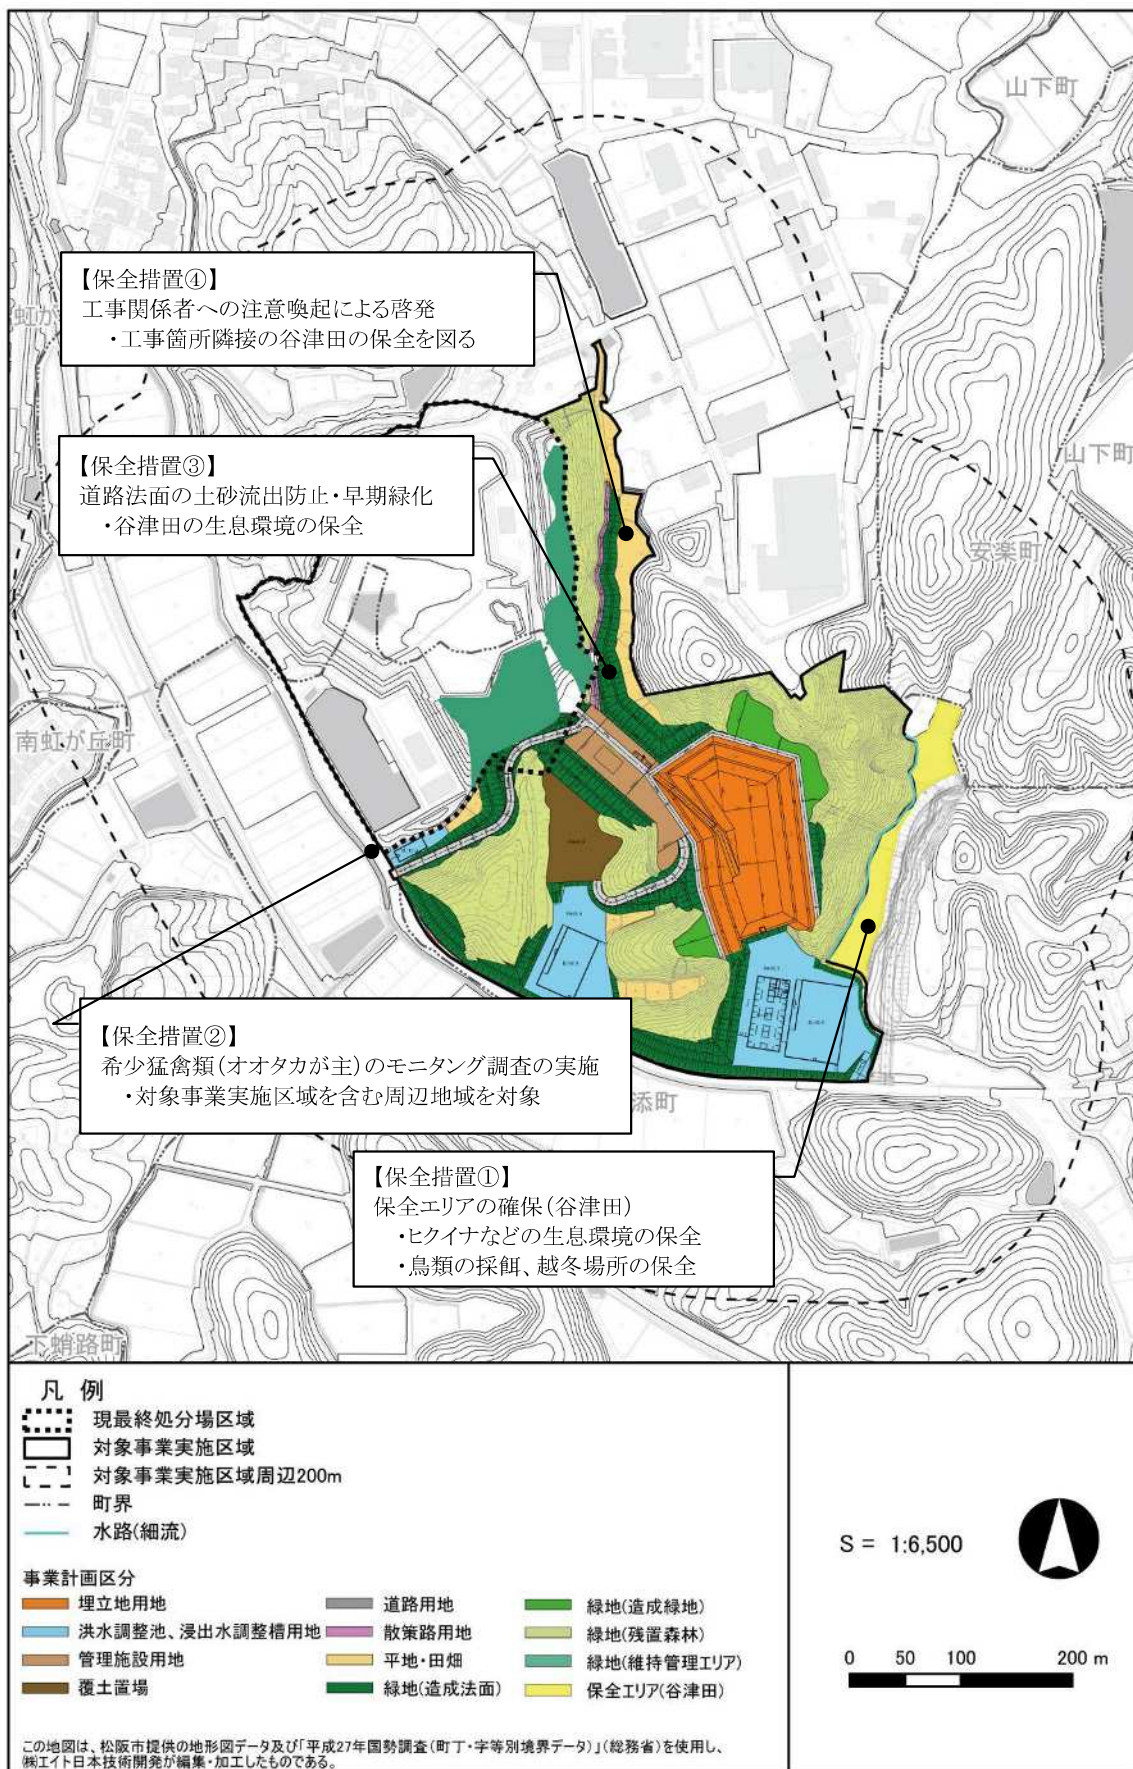 山下町
【保全措置④】
工事関係者への注意喚起による啓発
・工事箇所隣接の谷津田の保全を図る
虹が
【保全措置③】
道路法面の土砂流出防止・早期緑化
・谷津田の生息環境の保全
山下町
安楽町
南虹が丘町
【保全措置②】
希少猛禽類(オオタカが主)のモニタング調査の実施
・対象事業実施区域を含む周辺地域を対象
添町
【保全措置①】
保全エリアの確保(谷津田)
・ヒクイナなどの生息環境の保全
・鳥類の採餌、越冬場所の保全
下蛸路町
凡 例
現最終処分場区域
対象事業実施区域
対象事業実施区域周辺200m
町界
水路(細流)
S = 1:6,500
0 50 100 200 m
事業計画区分
埋立地用地
洪水調整池、浸出水調整槽用地
管理施設用地
覆土置場
道路用地
散策路用地
平地・田畑
緑地(造成法面)
緑地(造成緑地)
緑地(残置森林)
緑地(維持管理エリア)
保全エリア(谷津田)
この地図は、松阪市提供の地形図データ及び「平成27年国勢調査(町丁・字等別境界データ)」(総務省)を使用し、
㈱エイト日本技術開発が編集・加工したものである。